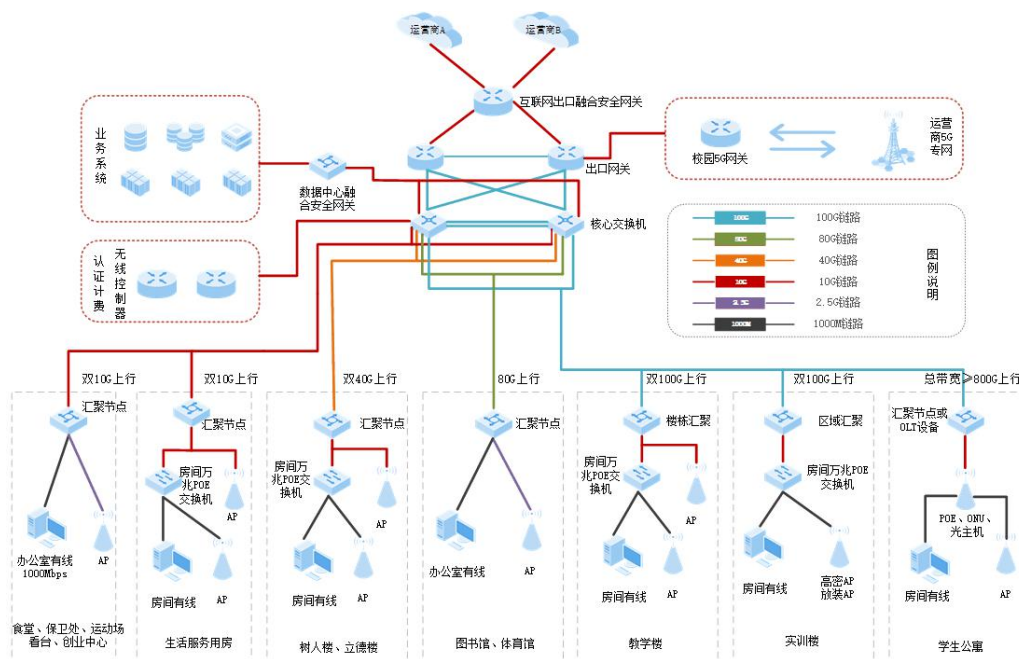 运营商A
运营商B
互联网出口融合安全网关
业务系统
数据中心融
合安全网关
出口网关
校园5G网关
运营
商5G
专网
核心交换机
认证计费
无线控制器
100G
100G链路
80G
80G链路
40G
40G链路
10G
10G链路
2.5G
2.5G链路
1000M
1000M链路
图例说明
双10G上行
双10G上行
双40G上行
80G上行
双100G上行
双100G上行
总带宽>800G上行
汇聚节点
汇聚节点
汇聚节点
汇聚节点
楼栋汇聚
区域汇聚
汇聚节点或
OLT设备
房间万
兆POE
交换机
AP
房间万
兆POE交
换机
AP
房间万
兆POE
交换机
AP
房间万兆POE
交换机
POE、ONU、
光主机
办公室有线
1000Mbps
AP
房间有线
AP
房间有线
AP
办公室有线
AP
房间有线
AP
房间有线
高密AP
放装AP
房间有线
AP
食堂、保卫处、运动场
看台、创业中心
生活服务用房
树人楼、立德楼
图书馆、体育馆
教学楼
实训楼
学生公寓